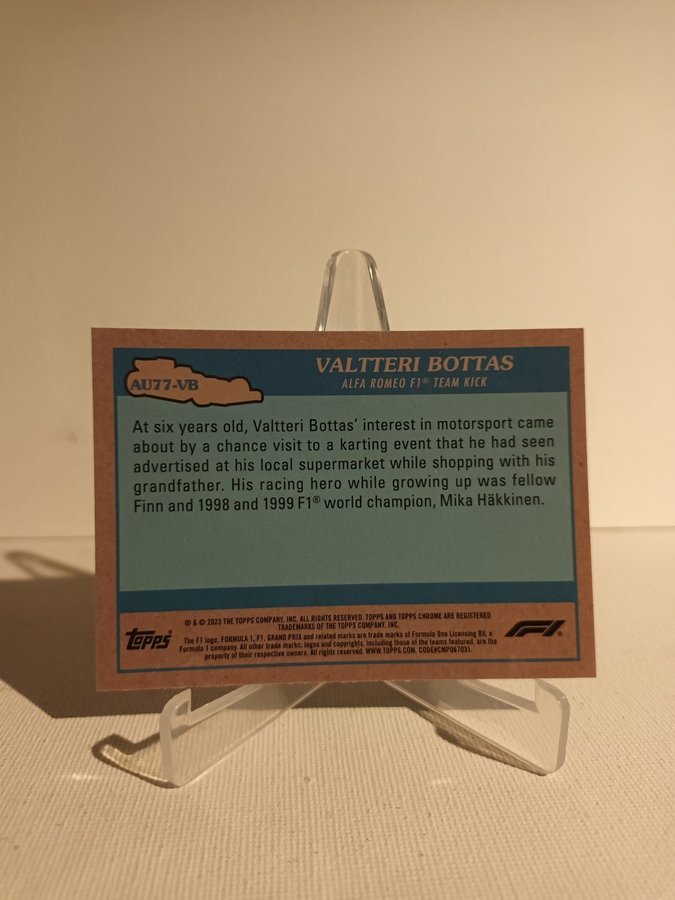 AU77-VB
VALTTERI BOTTAS
ALFA ROMEO F1® TEAM KICK
At six years old, Valtteri Bottas' interest in motorsport came
about by a chance visit to a karting event that he had seen
advertised at his local supermarket while shopping with his
grandfather. His racing hero while growing up was fellow
Finn and 1998 and 1999 F1® world champion, Mika Häkkinen.
topps
® & © 2023 THE TOPPS COMPANY, INC. ALL RIGHTS RESERVED. TOPPS AND TOPPS CHROME ARE REGISTERED
TRADEMARKS OF THE TOPPS COMPANY, INC.
The F1 logo, FORMULA 1, F1, GRAND PRIX and related marks are trade marks of Formula One Licensing BV, a
Formula 1 company. All other trade marks, logos and copyrights, including those of the teams featured, are the
property of their respective owners. All rights reserved. WWW.TOPPS.COM. CODE#CMP087031.
F1®